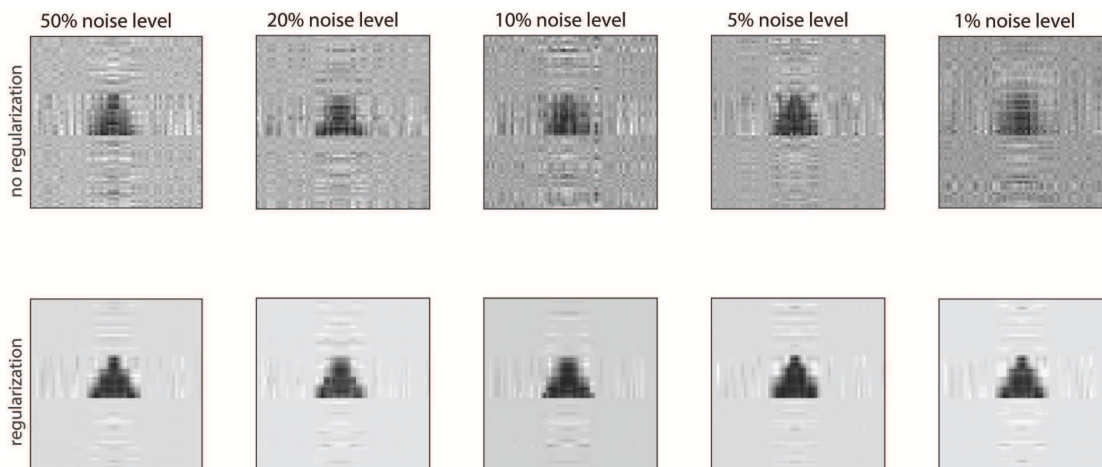 50% noise level
20% noise level
10% noise level
5% noise level
1% noise level
no regularization
regularization